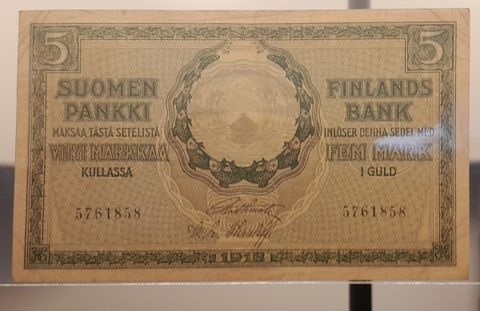 5 5
SUOMEN
PANKKI
MAKSAA TÄSTÄ SETELISTÄ
VIISI MARKKAA
KULLASSA
5761858
FINLANDS
BANK
INLÖSER DENNA SEDEL MED
FEM MARK
I GULD
5761858